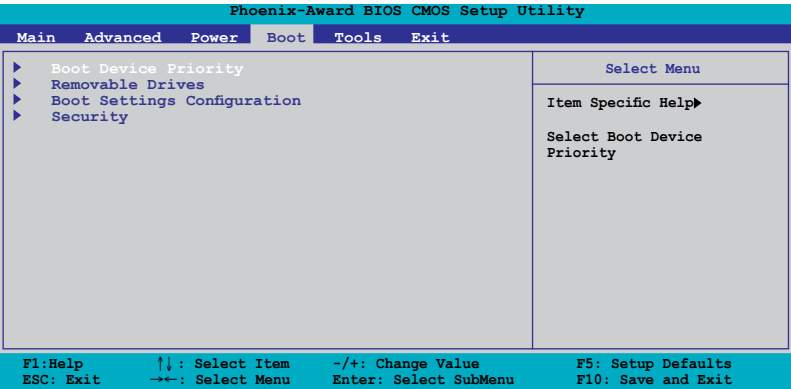 Phoenix-Award BIOS CMOS Setup Utility
Main Advanced Power Boot Tools Exit
Boot Device Priority
Removable Drives
Boot Settings Configuration
Security
Select Menu
Item Specific Help
Select Boot Device
Priority
F1:Help ↑↓: Select Item -/+: Change Value F5: Setup Defaults
ESC: Exit →←: Select Menu Enter: Select SubMenu F10: Save and Exit